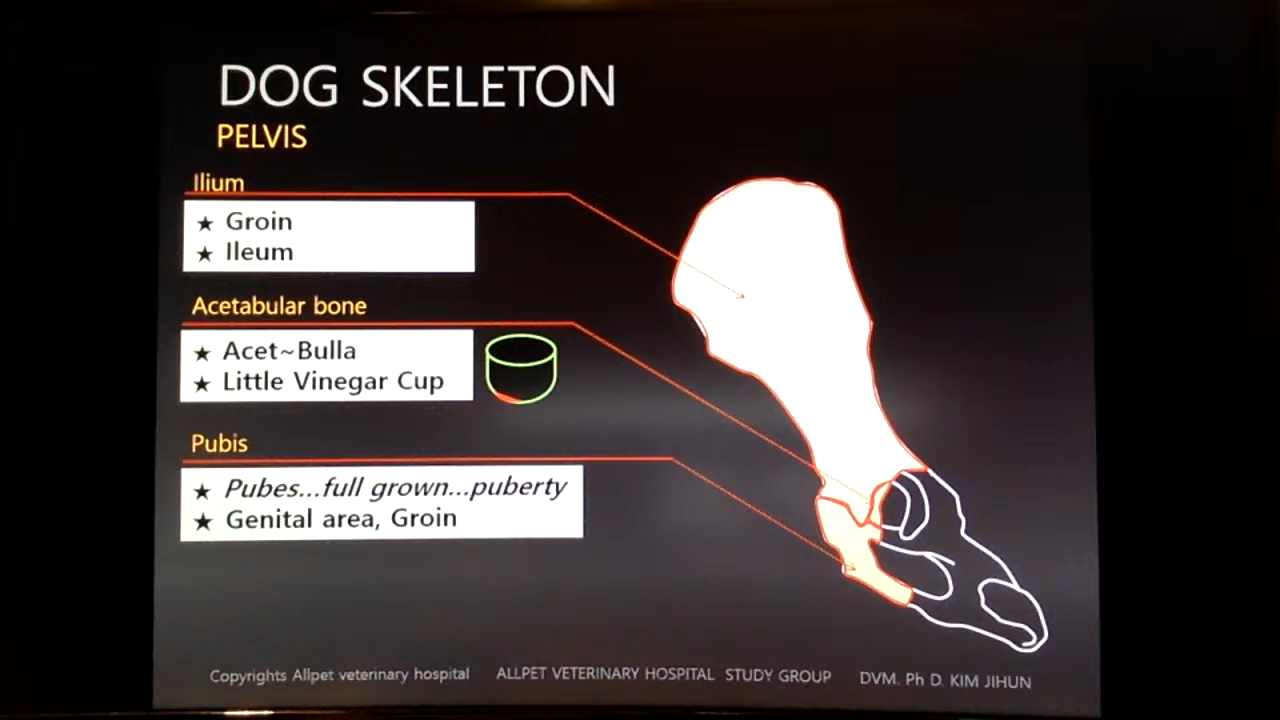 DOG SKELETON
PELVIS
Ilium
★ Groin
★ Ileum
Acetabular bone
★ Acet~Bulla
★ Little Vinegar Cup
Pubis
★ Pubes...full grown...puberty
★ Genital area, Groin
Copyrights Allpet veterinary hospital ALLPET VETERINARY HOSPITAL STUDY GROUP DVM. Ph D. KIM JIHUN